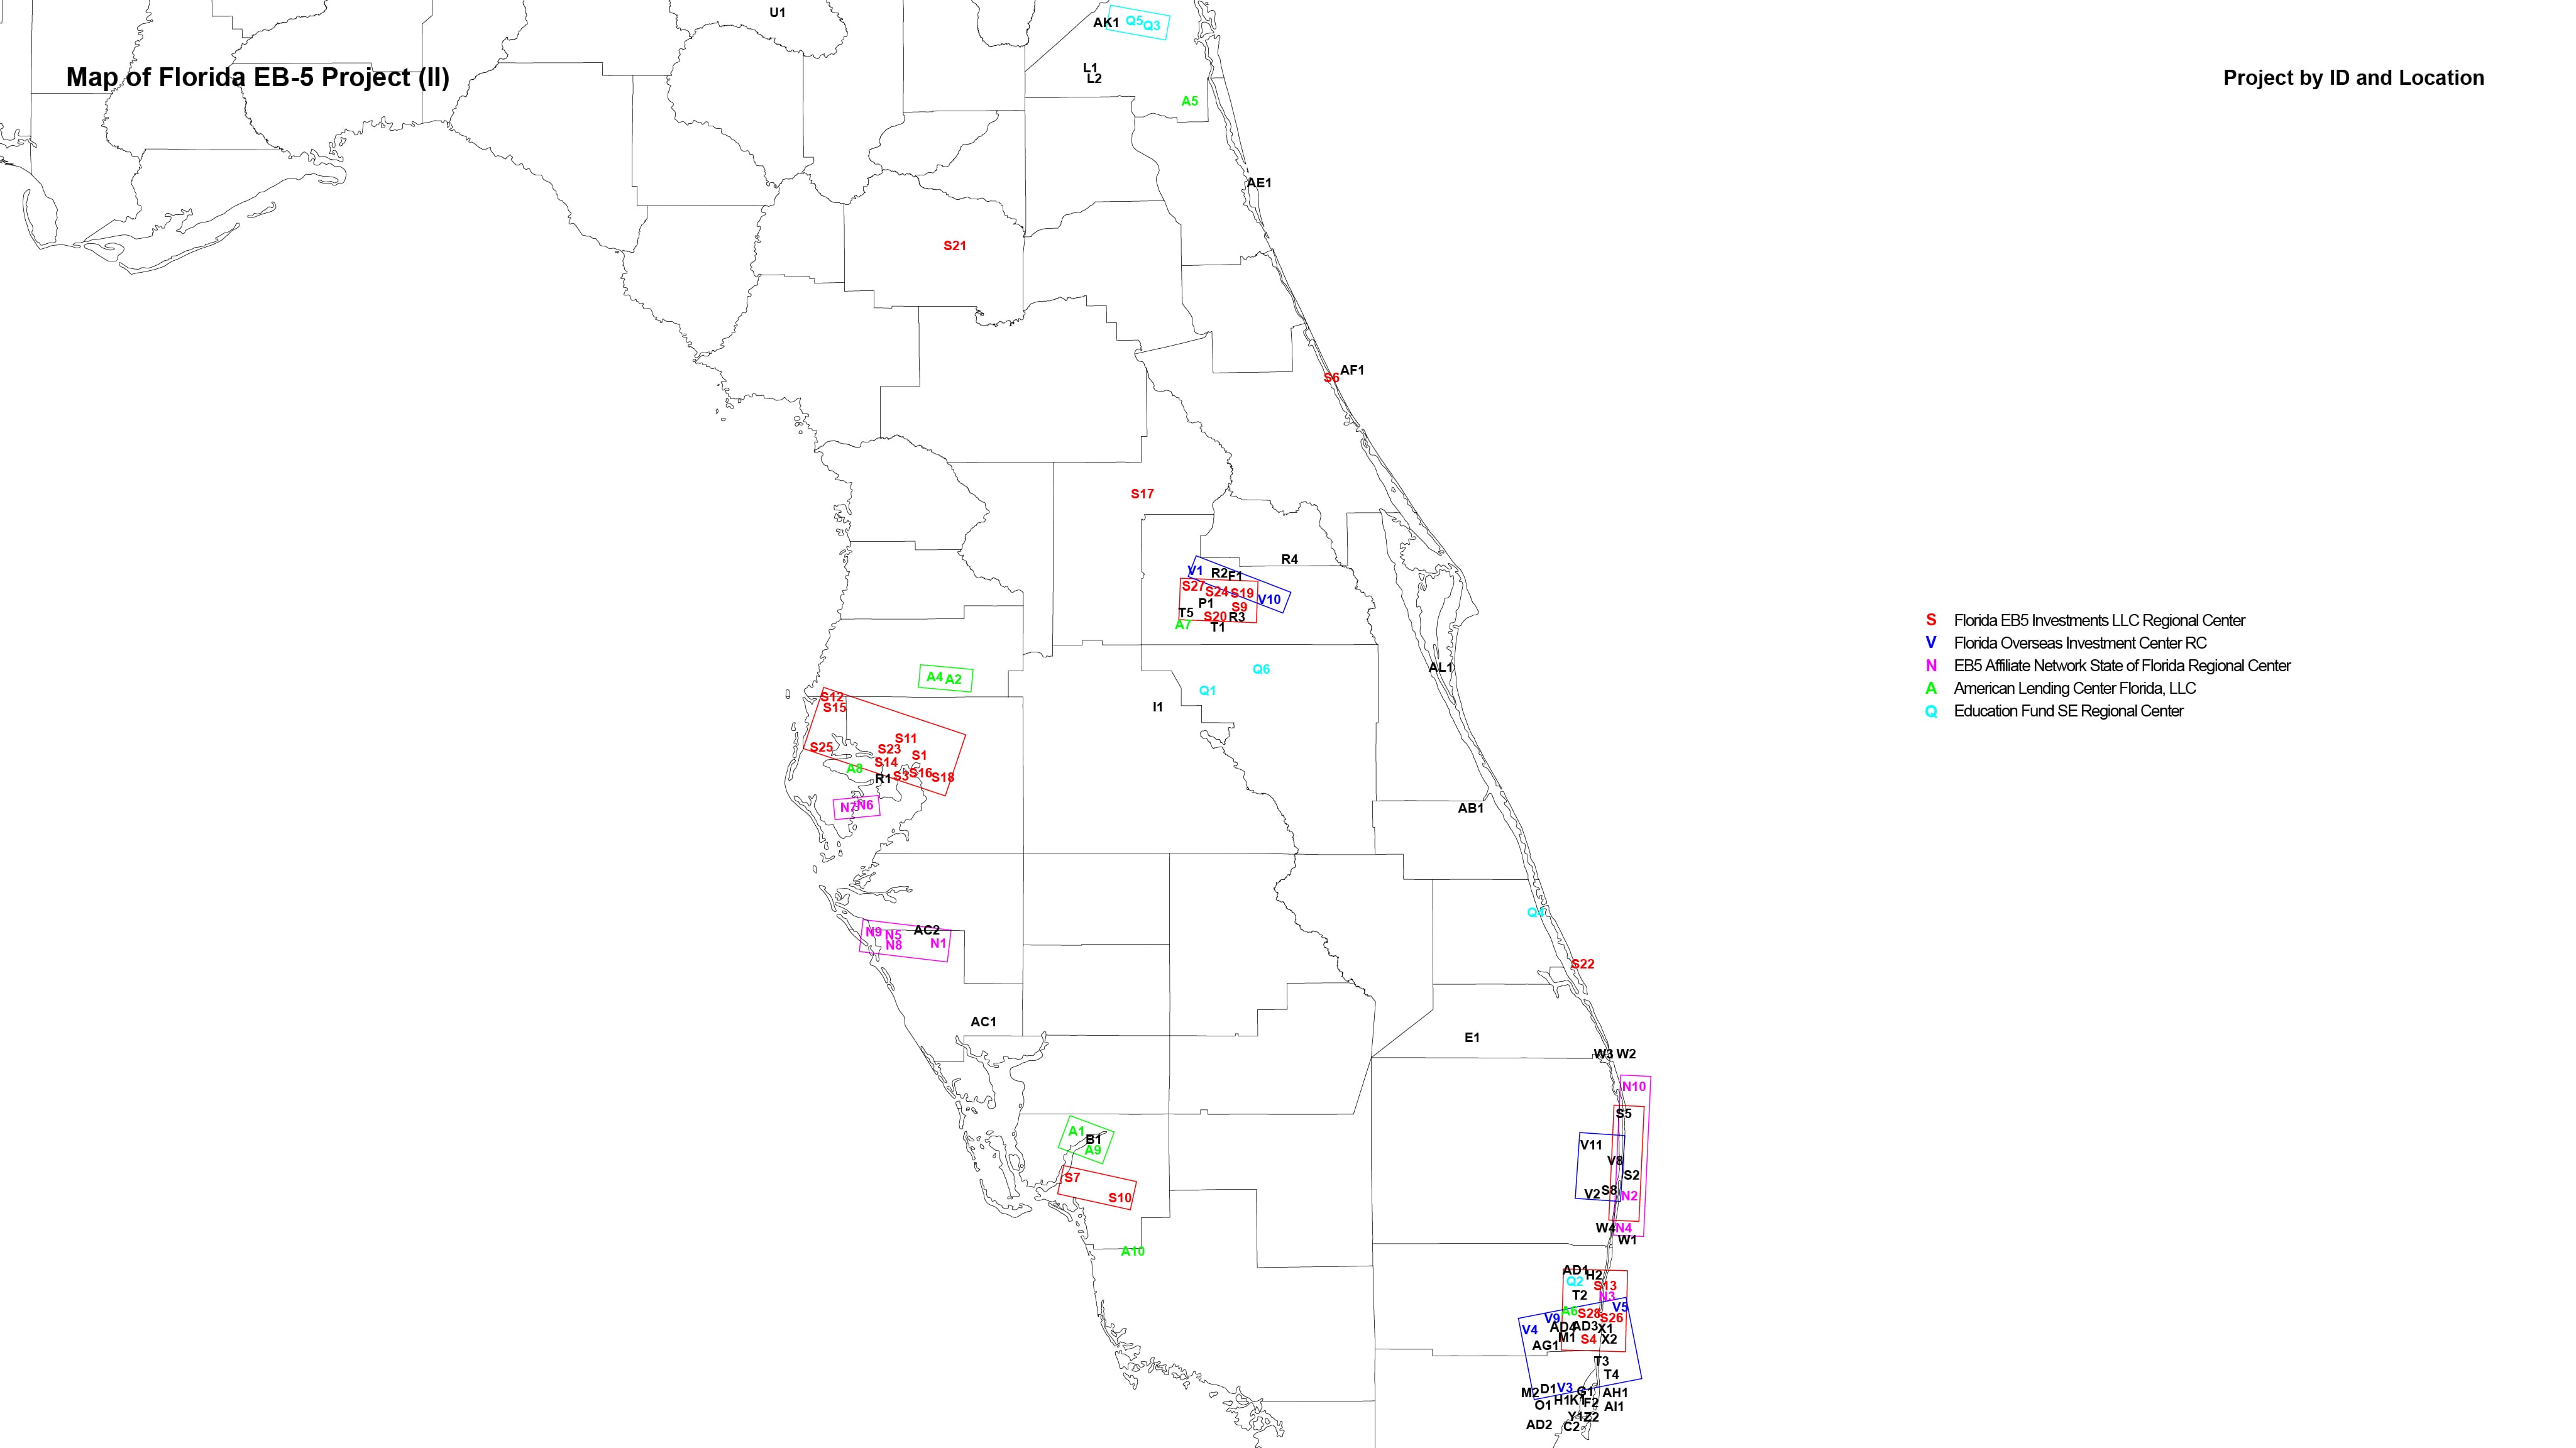 U1
AK1 Q5 Q3
L1
L2
Map of Florida EB-5 Project (II)
Project by ID and Location
A5
AE1
S21
AF1
S6
S17
R4
V1 R2 F1
S27 S24 S19
V10
P1 S9
T5 S20 R3
A7 T1
S Florida EB5 Investments LLC Regional Center
V Florida Overseas Investment Center RC
N EB5 Affiliate Network State of Florida Regional Center
A American Lending Center Florida, LLC
Q Education Fund SE Regional Center
AL1
Q6
A4 A2
Q1
S12
S15
I1
S11
S25 S23
S1
S14
A8 S16
R1 S3 S18
N7 N6
AB1
N9 N5 AC2
N8 N1
S22
AC1
E1
W3 W2
N10
S5
A1
B1
A9
V11
V8
S7
S2
S10
V2 S8 N2
W4 N4
W1
A10
AD1 H2
Q2 S13
T2 N3
A6 S28 V5
V9 S26
V4 AD4 AD3 X1
M1 S4 X2
AG1
T3
T4
M2 D1 V3 G1 AH1
O1 H1 K1 F2 AI1
Y1 Z2
AD2 C2